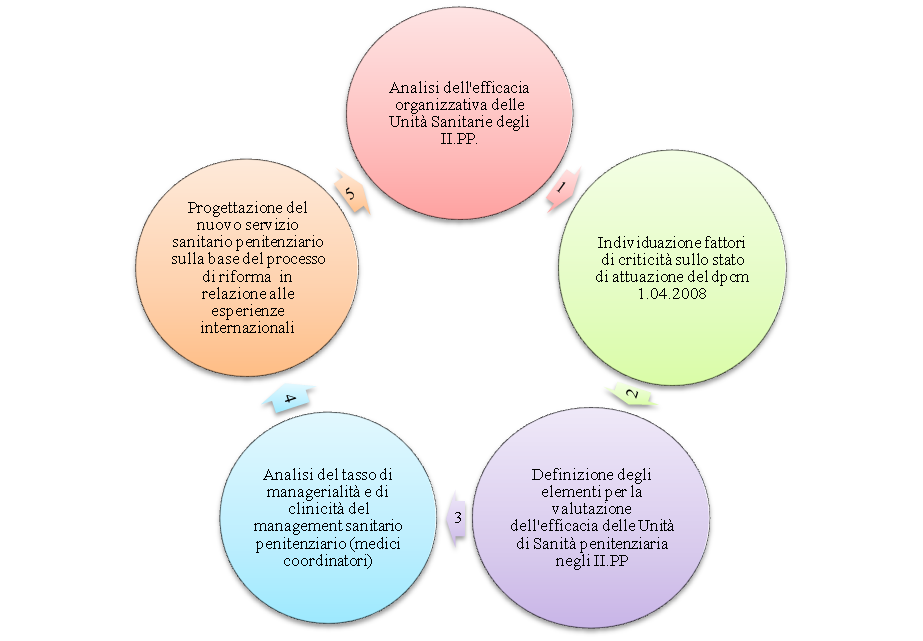 Analisi dell'efficacia
organizzativa delle
Unità Sanitarie degli
II.PP.
1
Individuazione fattori
di criticità sullo stato
di attuazione del dpcm
1.04.2008
2
Definizione degli
elementi per la
valutazione
dell'efficacia delle Unità
di Sanità penitenziaria
negli II.PP
3
Analisi del tasso di
managerialità e di
clinicità del
management sanitario
penitenziario (medici
coordinatori)
4
Progettazione del
nuovo servizio
sanitario penitenziario
sulla base del processo
di riforma in
relazione alle
esperienze
internazionali
5